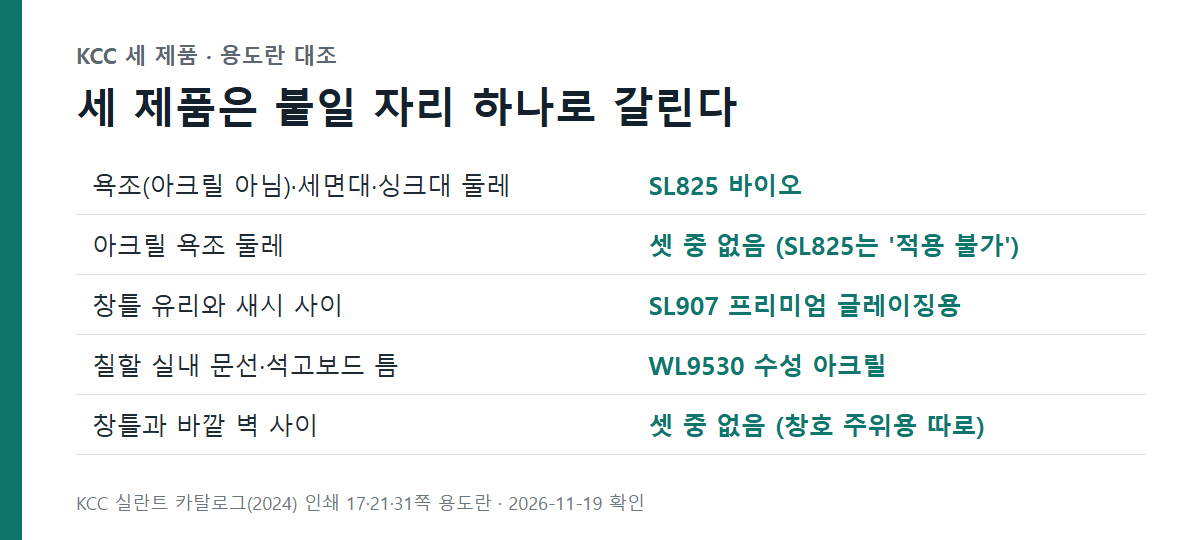 KCC 세 제품 · 용도란 대조
세 제품은 붙일 자리 하나로 갈린다
욕조(아크릴 아님)·세면대·싱크대 둘레 SL825 바이오
아크릴 욕조 둘레 셋 중 없음 (SL825는 '적용 불가')
창틀 유리와 새시 사이 SL907 프리미엄 글레이징용
칠할 실내 문선·석고보드 틈 WL9530 수성 아크릴
창틀과 바깥 벽 사이 셋 중 없음 (창호 주위용 따로)
KCC 실란트 카탈로그(2024) 인쇄 17·21·31쪽 용도란 · 2026-11-19 확인